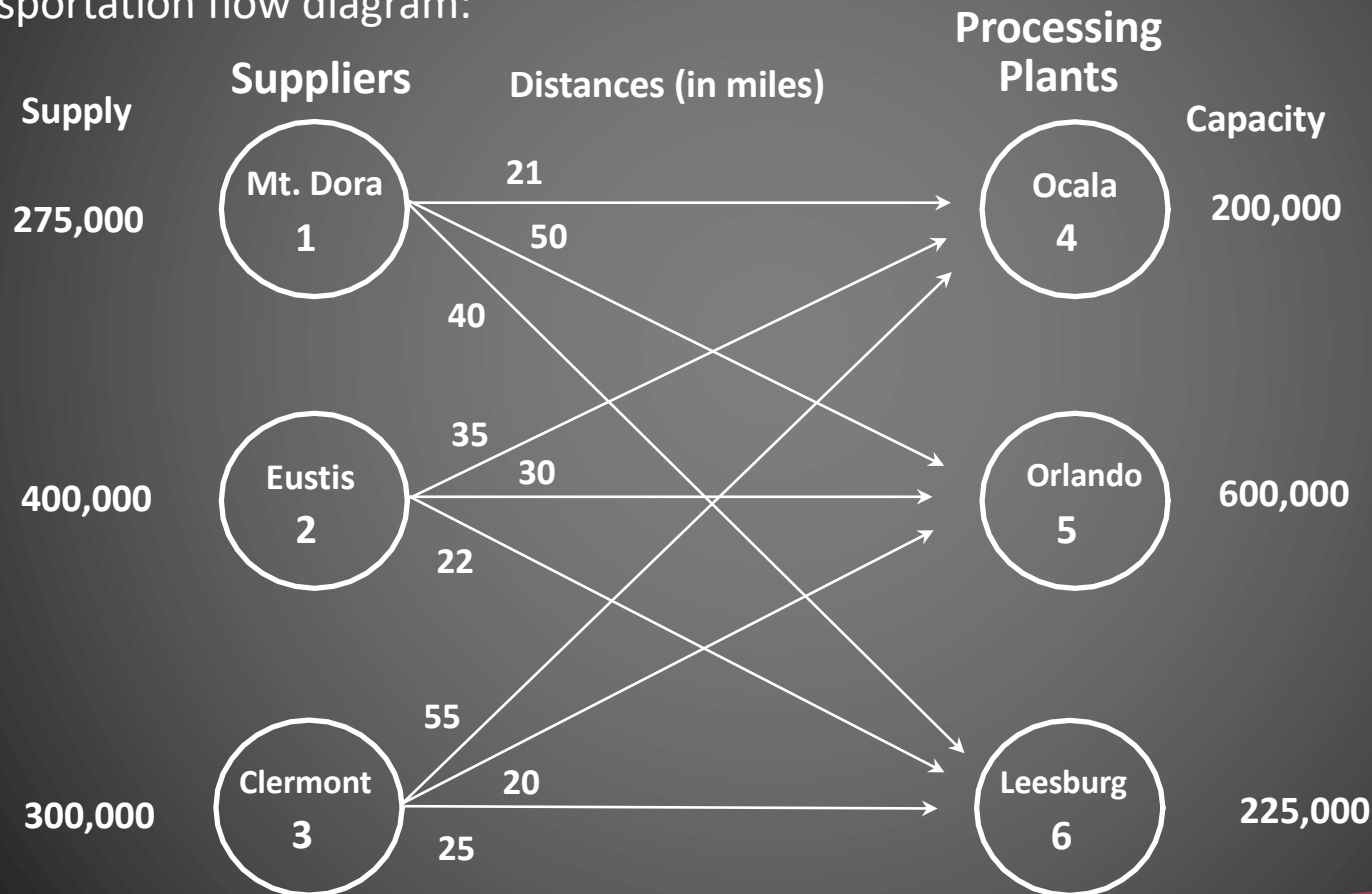 sportation flow diagram:
Processing
Plants
Suppliers
Distances (in miles)
Supply
Capacity
Mt. Dora
1
21
50
40
Ocala
4
275,000
200,000
Eustis
2
35
30
22
Orlando
5
400,000
600,000
Clermont
3
55
20
25
Leesburg
6
300,000
225,000